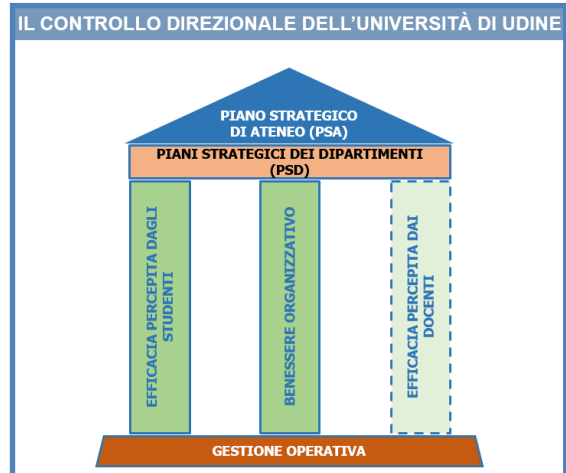 IL CONTROLLO DIREZIONALE DELL'UNIVERSITÀ DI UDINE
PIANO STRATEGICO
DI ATENEO (PSA)
PIANI STRATEGICI DEI DIPARTIMENTI
(PSD)
EFFICACIA PERCEPITA DAGLI
STUDENTI
BENESSERE ORGANIZZATIVO
EFFICACIA PERCEPITA DAI
DOCENTI
GESTIONE OPERATIVA